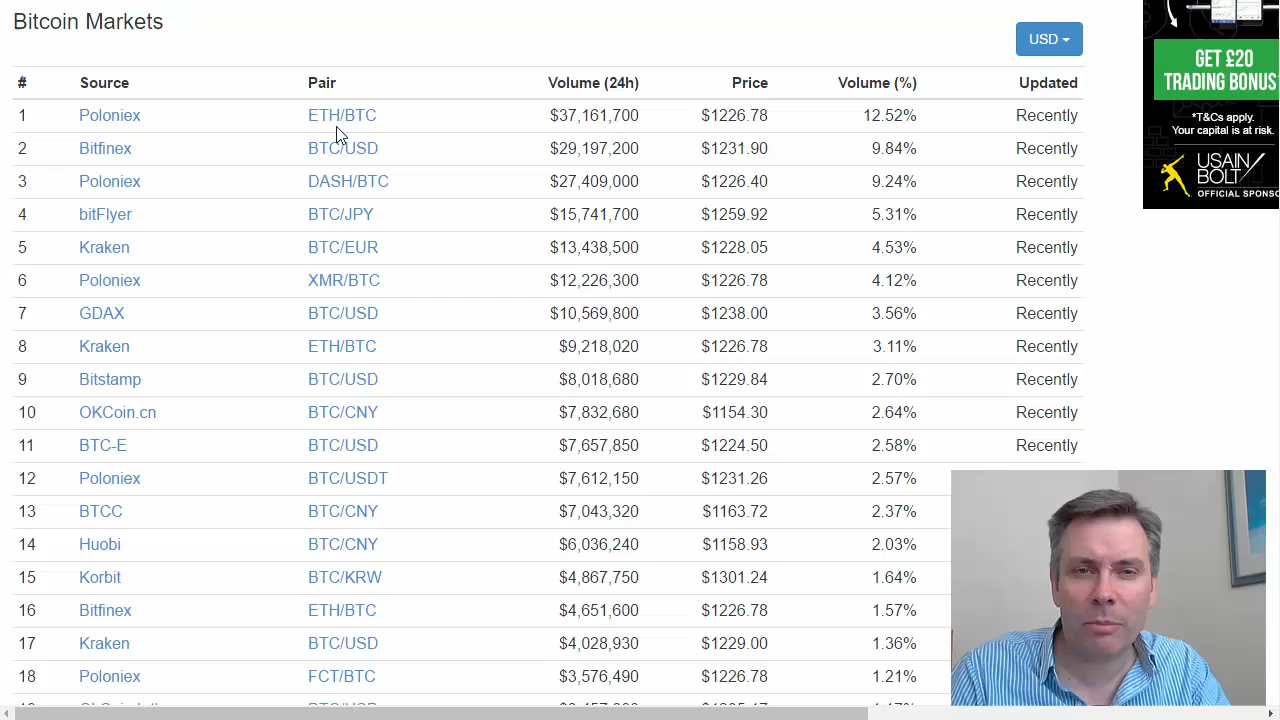 Bitcoin Markets
USD
# Source Pair Volume (24h) Price Volume (%) Updated
1 Poloniex ETH/BTC $37,161,700 $1226.78 12.52% Recently
2 Bitfinex BTC/USD $29,197,200 $1231.90 9.84% Recently
3 Poloniex DASH/BTC $27,409,000 $1226.40 9.24% Recently
4 bitFlyer BTC/JPY $15,741,700 $1259.92 5.31% Recently
5 Kraken BTC/EUR $13,438,500 $1228.05 4.53% Recently
6 Poloniex XMR/BTC $12,226,300 $1226.78 4.12% Recently
7 GDAX BTC/USD $10,569,800 $1238.00 3.56% Recently
8 Kraken ETH/BTC $9,218,020 $1226.78 3.11% Recently
9 Bitstamp BTC/USD $8,018,680 $1229.84 2.70% Recently
10 OKCoin.cn BTC/CNY $7,832,680 $1154.30 2.64% Recently
11 BTC-E BTC/USD $7,657,850 $1224.50 2.58% Recently
12 Poloniex BTC/USDT $7,612,150 $1231.26 2.57%
13 BTCC BTC/CNY $7,043,320 $1163.72 2.37%
14 Huobi BTC/CNY $6,036,240 $1158.93 2.03%
15 Korbit BTC/KRW $4,867,750 $1301.24 1.64%
16 Bitfinex ETH/BTC $4,651,600 $1226.78 1.57%
17 Kraken BTC/USD $4,028,930 $1229.00 1.36%
18 Poloniex FCT/BTC $3,576,490 $1226.78 1.21%
GET £20
TRADING BONUS
*T&Cs apply.
Your capital is at risk.
USAIN
BOLT
OFFICIAL SPONSO